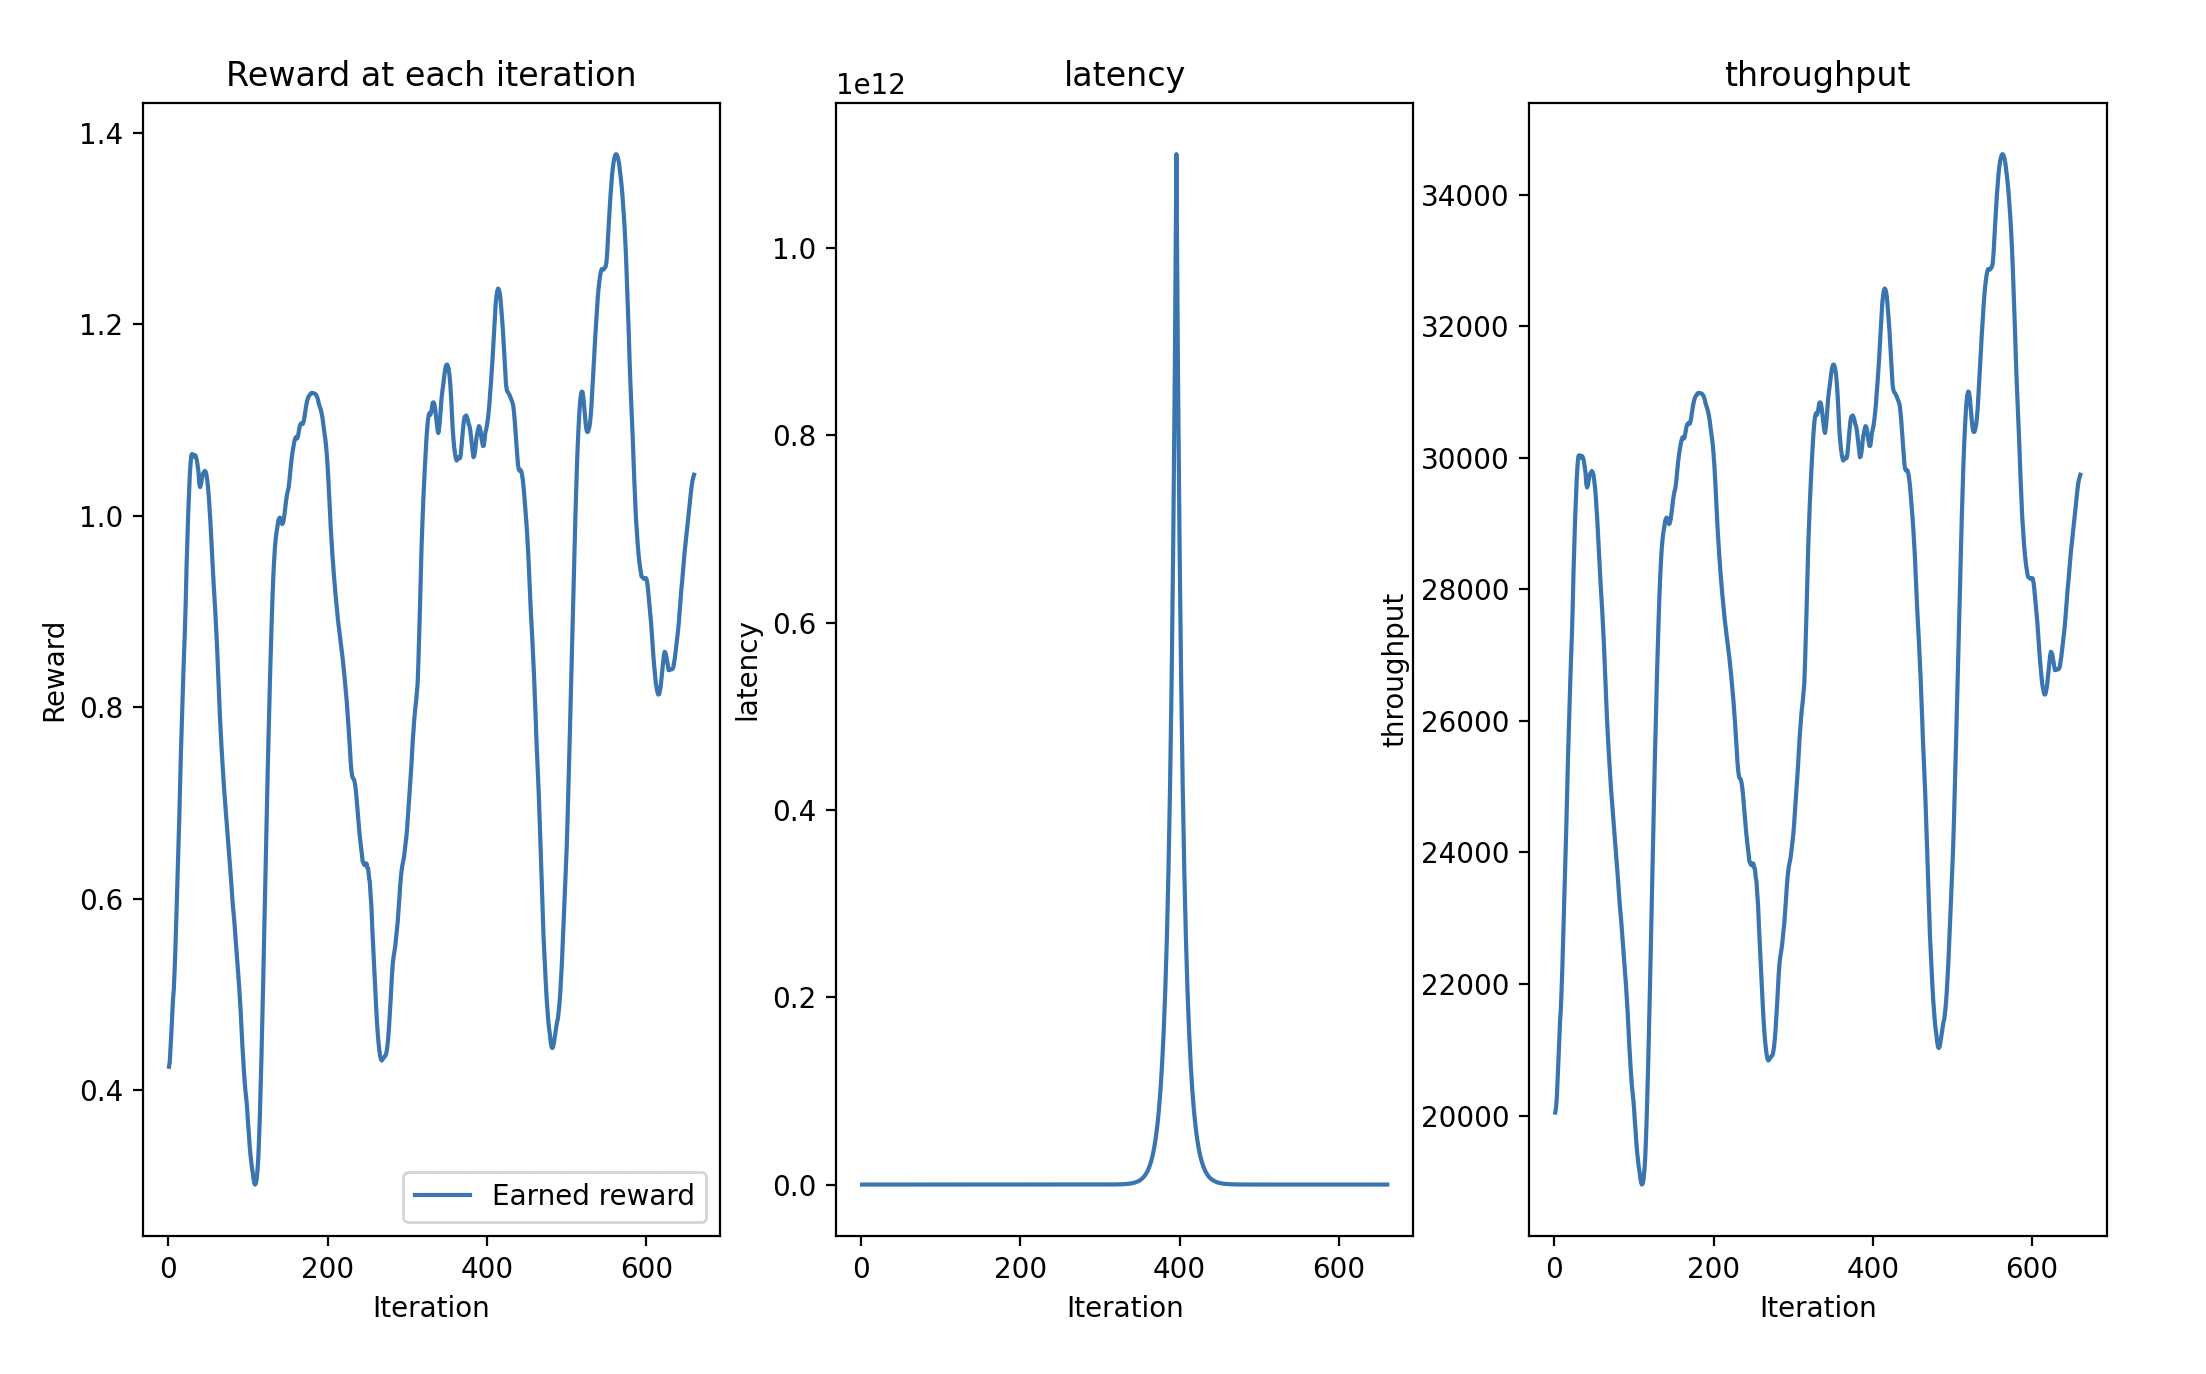 Reward at each iteration
1.4
1.2
1.0
0.8
0.6
0.4
Reward
Earned reward
0 200 400 600
Iteration
latency
1e12
1.0
0.8
0.6
0.4
0.2
0.0
latency
0 200 400 600
Iteration
throughput
34000
32000
30000
28000
26000
24000
22000
20000
throughput
0 200 400 600
Iteration